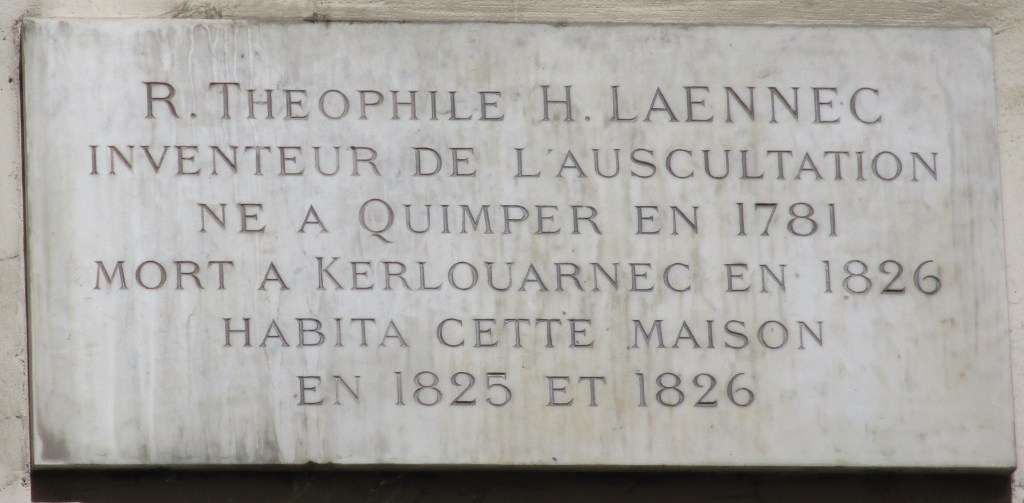 R. THEOPHILE H. LAENNEC
INVENTEUR DE L'AUSCULTATION
NE A QUIMPER EN 1781
MORT A KERLOUARNEC EN 1826
HABITA CETTE MAISON
EN 1825 ET 1826